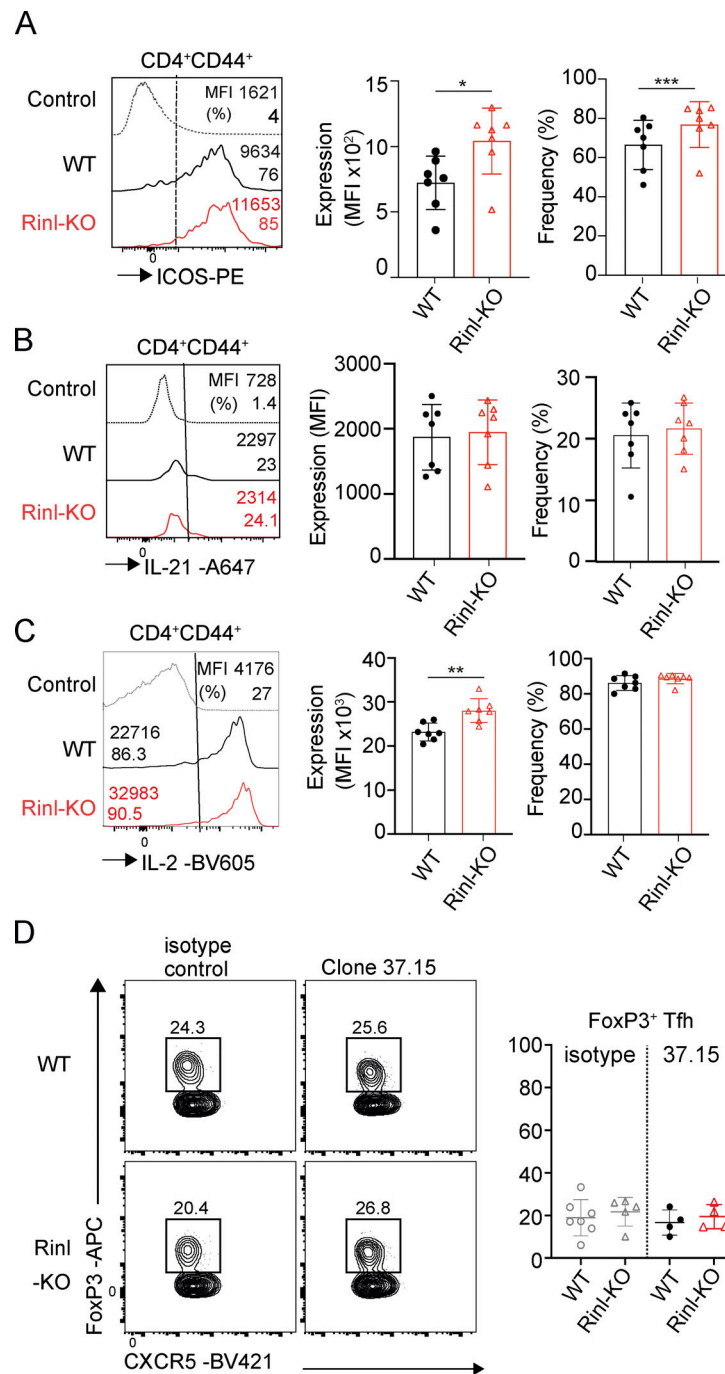 A
CD4⁺CD44⁺
Control
MFI 1621
(%) 4
WT
9634
76
Rinl-KO
11653
85
0
ICOS-PE
Expression
(MFI x10²)
15
10
5
0
*
WT
Rinl-KO
Frequency (%)
100
80
60
40
20
0
***
WT
Rinl-KO
B
CD4⁺CD44⁺
Control
MFI 728
(%) 1.4
WT
2297
23
Rinl-KO
2314
24.1
0
IL-21 -A647
Expression (MFI)
3000
2000
1000
0
WT
Rinl-KO
Frequency (%)
30
20
10
0
WT
Rinl-KO
C
CD4⁺CD44⁺
Control
MFI 4176
(%) 27
WT
22716
86.3
Rinl-KO
32983
90.5
0
IL-2 -BV605
Expression
(MFI x10³)
40
30
20
10
0
**
WT
Rinl-KO
Frequency (%)
100
80
60
40
20
0
WT
Rinl-KO
D
isotype
control
Clone 37.15
WT
24.3
25.6
Rinl
-KO
20.4
26.8
FoxP3 -APC
0
0
CXCR5 -BV421
FoxP3⁺ Tfh
isotype
37.15
100
80
60
40
20
0
WT
Rinl-KO
WT
Rinl-KO